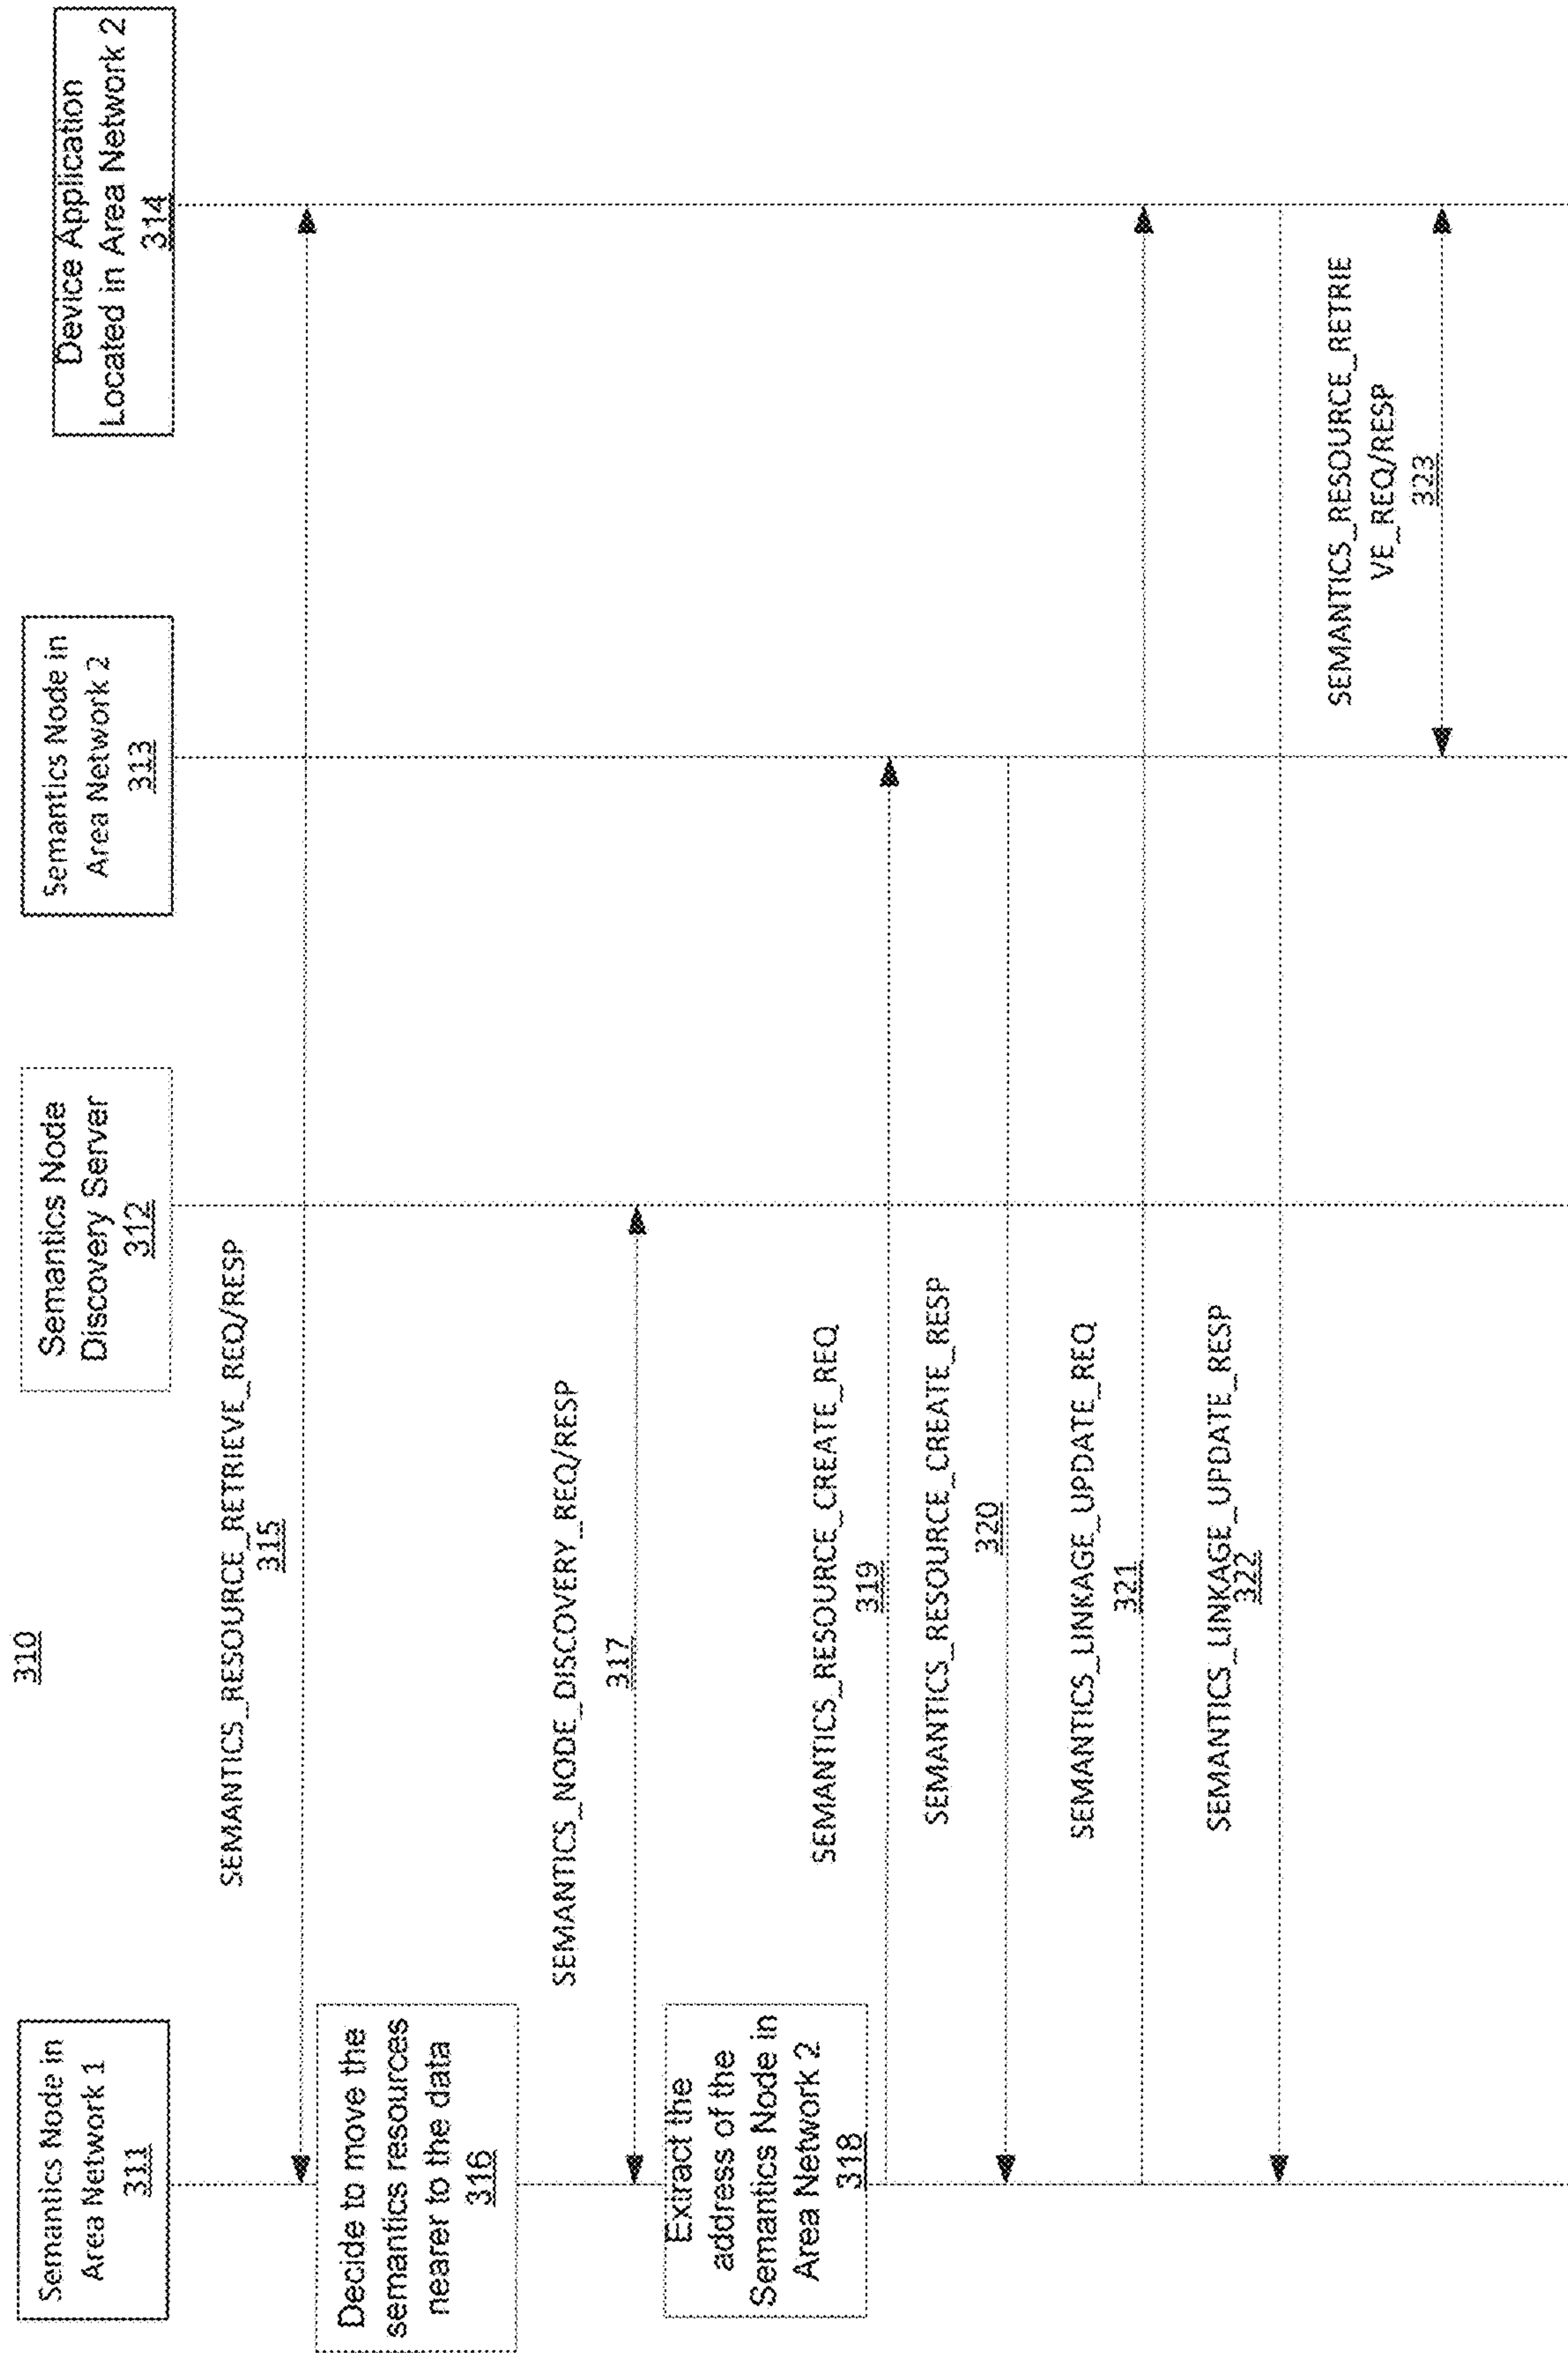 310
Semantics Node in
Area Network 1
311
Semantics Node
Discovery Server
312
Semantics Node in
Area Network 2
313
Device Application
Located in Area Network 2
314
SEMANTICS_RESOURCE_RETRIEVE_REQ/RESP
315
Decide to move the
semantics resources
nearer to the data
316
SEMANTICS_NODE_DISCOVERY_REQ/RESP
317
Extract the
address of the
Semantics Node in
Area Network 2
318
SEMANTICS_RESOURCE_CREATE_REQ
319
SEMANTICS_RESOURCE_CREATE_RESP
320
SEMANTICS_LINKAGE_UPDATE_REQ
321
SEMANTICS_LINKAGE_UPDATE_RESP
322
SEMANTICS_RESOURCE_RETRIE
VE_REQ/RESP
323